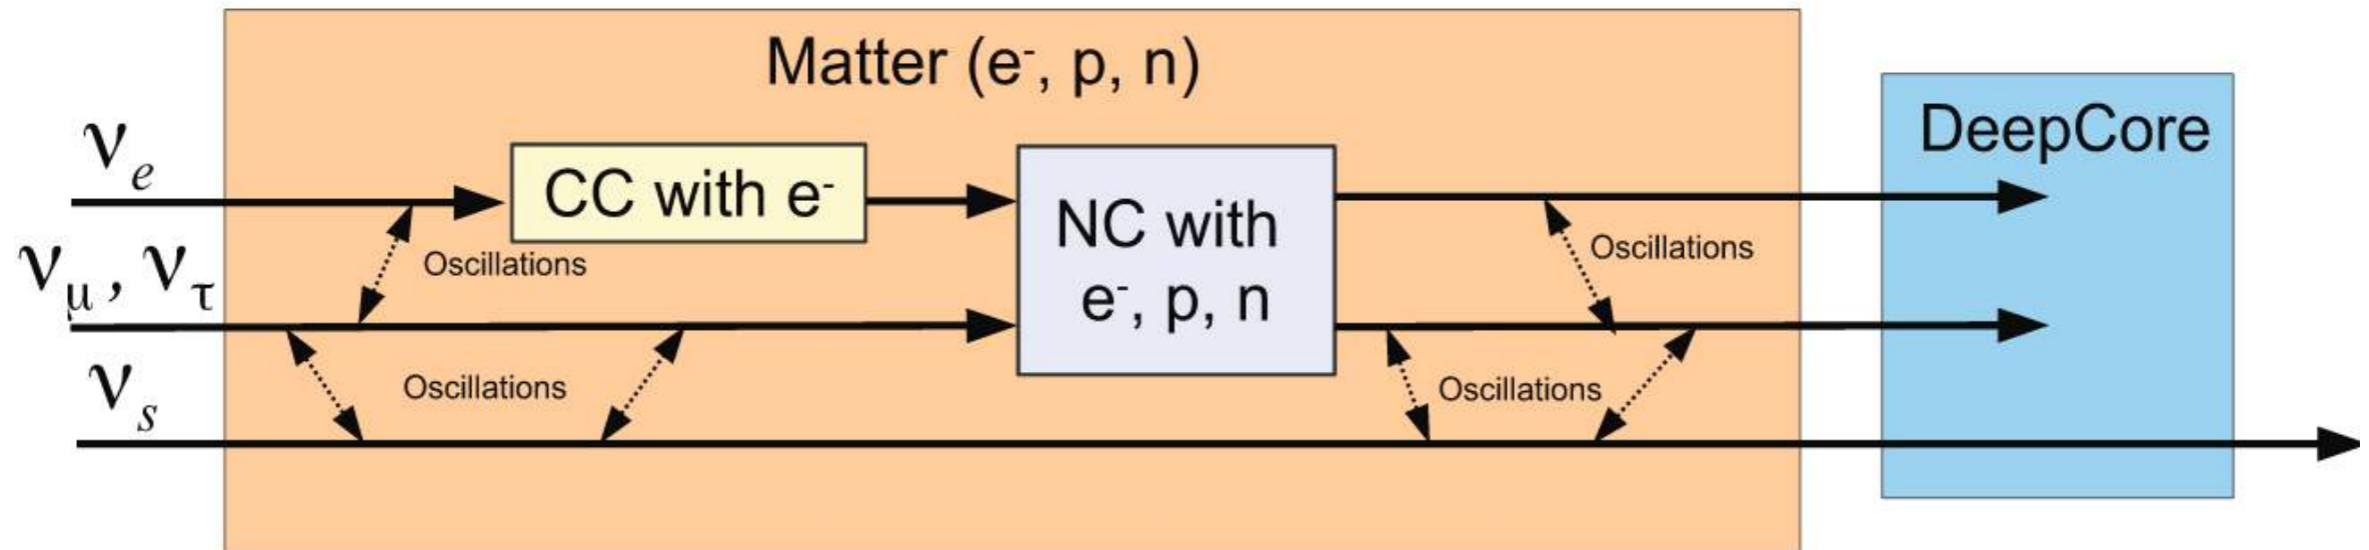 Matter (e⁻, p, n)
DeepCore
νe
CC with e⁻
NC with
e⁻, p, n
Oscillations
Oscillations
νμ, ντ
Oscillations
Oscillations
νs